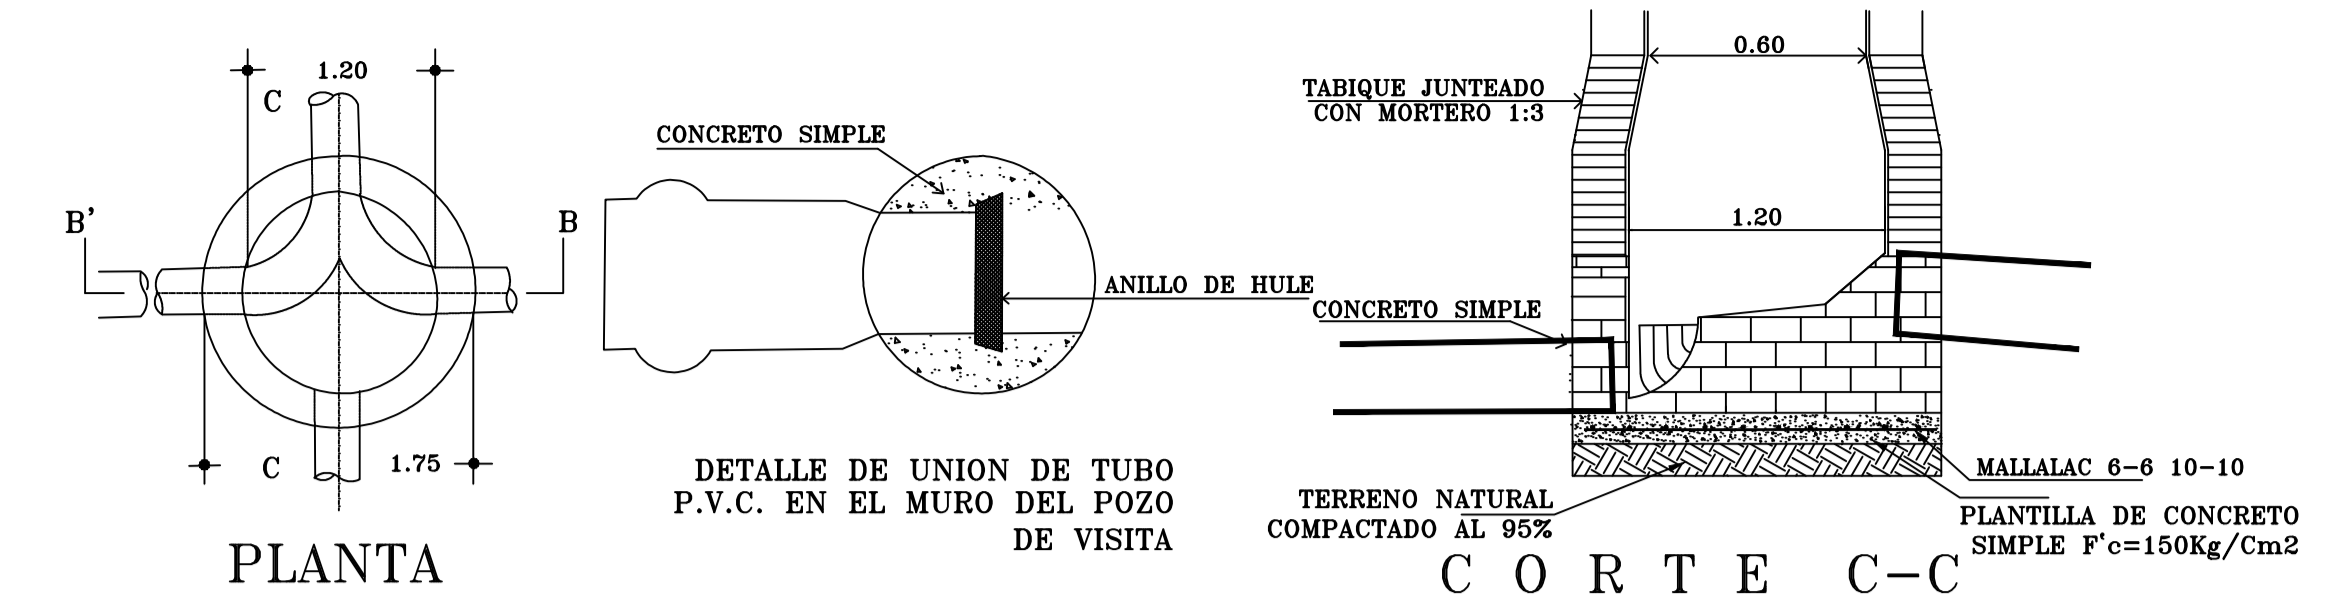 1.20
C
B'
B
C
1.75
PLANTA
CONCRETO SIMPLE
ANILLO DE HULE
DETALLE DE UNION DE TUBO
P.V.C. EN EL MURO DEL POZO
DE VISITA
0.60
TABIQUE JUNTEADO
CON MORTERO 1:3
1.20
CONCRETO SIMPLE
MALLALAC 6-6 10-10
TERRENO NATURAL
COMPACTADO AL 95%
PLANTILLA DE CONCRETO
SIMPLE F'c=150Kg/Cm2
CORTE C-C